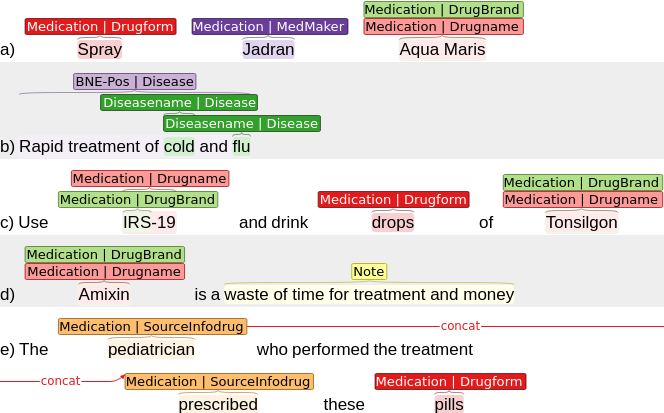 Medication | DrugBrand
Medication | Drugform Medication | MedMaker Medication | Drugname
a) Spray Jadran Aqua Maris
BNE-Pos | Disease
Diseasename | Disease
Diseasename | Disease
b) Rapid treatment of cold and flu
Medication | Drugname Medication | DrugBrand
Medication | DrugBrand Medication | Drugform Medication | Drugname
c) Use IRS-19 and drink drops of Tonsilgon
Medication | DrugBrand
Medication | Drugname Note
d) Amixin is a waste of time for treatment and money
Medication | SourceInfodrug concat
e) The pediatrician who performed the treatment
concat Medication | SourceInfodrug Medication | Drugform
prescribed these pills